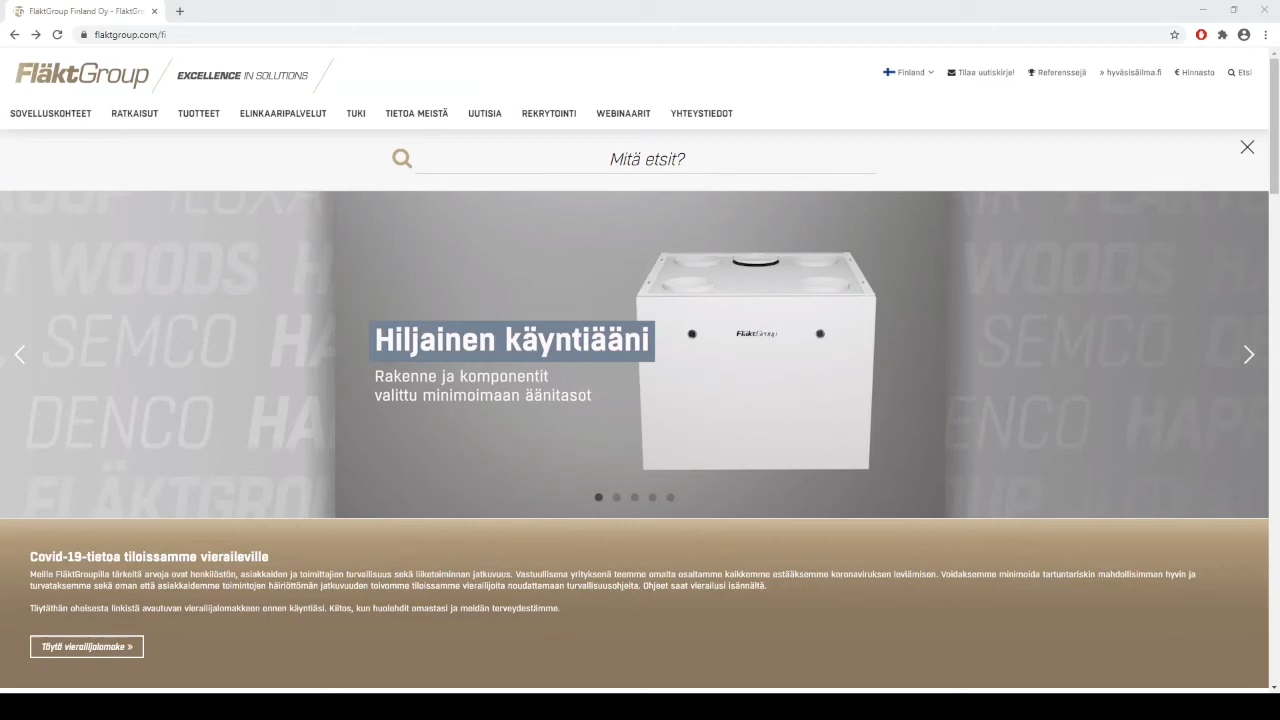 FläktGroup Finland Oy – FläktGro
flaktgroup.com/fi
FläktGroup EXCELLENCE IN SOLUTIONS
Finland Tilaa uutiskirje! Referenssejä » hyväsisäilma.fi € Hinnasto Etsi
SOVELLUSKOHTEET RATKAISUT TUOTTEET ELINKAARIPALVELUT TUKI TIETOA MEISTÄ UUTISIA REKRYTOINTI WEBINAARIT YHTEYSTIEDOT
Mitä etsit?
WOODS WOODS
SEMCO SEMCO
DENCO DENCO
FläktGroup
Hiljainen käyntiääni
Rakenne ja komponentit
valittu minimoimaan äänitasot
Covid-19-tietoa tiloissamme vieraileville
Meille FläktGroupilla tärkeitä arvoja ovat henkilöstön, asiakkaiden ja toimittajien turvallisuus sekä liiketoiminnan jatkuvuus. Vastuullisena yrityksenä teemme omalta osaltamme kaikkemme estääksemme koronaviruksen leviämisen. Voidaksemme minimoida tartuntariskin mahdollisimman hyvin ja
turvataksemme sekä oman että asiakkaidemme toimintojen häiriöttömän jatkuvuuden toivomme tiloissamme vierailijoita noudattamaan turvallisuusohjeita. Ohjeet saat vierailusi isännältä.
Täytäthän oheisesta linkistä avautuvan vierailijalomakkeen ennen käyntiäsi. Kiitos, kun huolehdit omastasi ja meidän terveydestämme.
Täytä vierailijalomake »